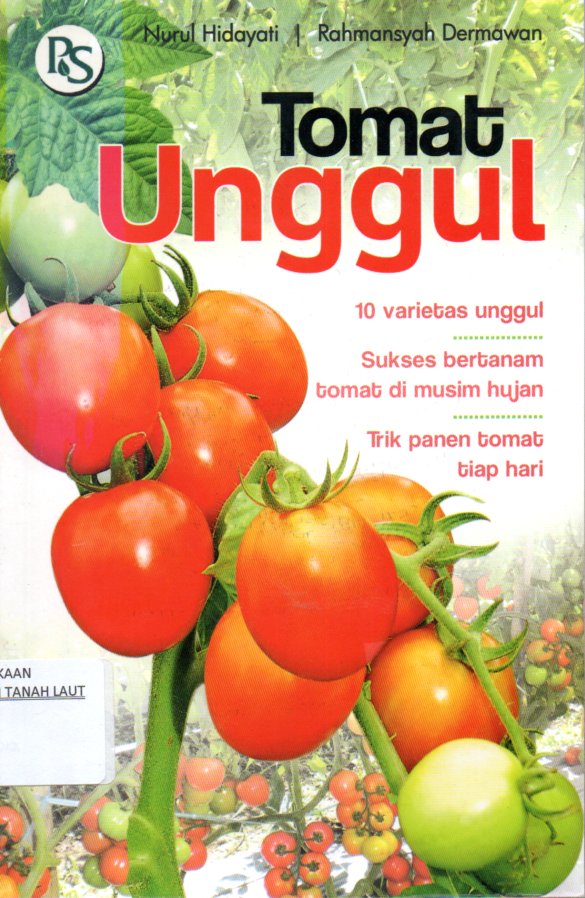 PS
Nurul Hidayati | Rahmansyah Dermawan
Tomat
Unggul
10 varietas unggul
Sukses bertanam
tomat di musim hujan
Trik panen tomat
tiap hari
KAAN
TANAH LAUT